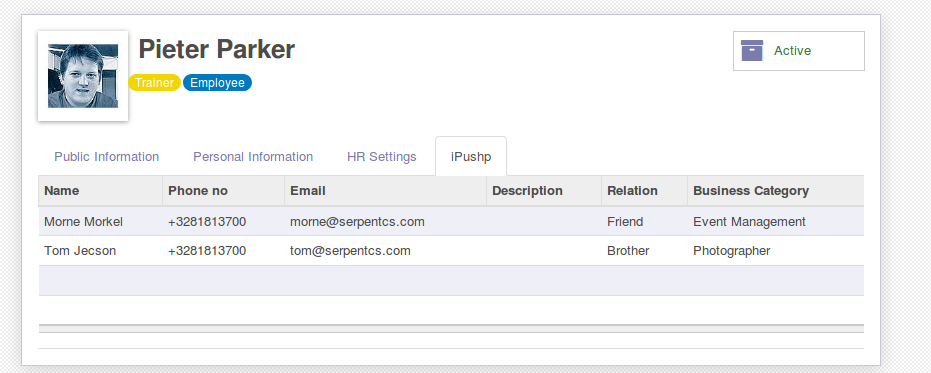 Pieter Parker
Active
Trainer Employee
Public Information Personal Information HR Settings iPushp
Name Phone no Email Description Relation Business Category
Morne Morkel +3281813700 morne@serpentcs.com Friend Event Management
Tom Jecson +3281813700 tom@serpentcs.com Brother Photographer